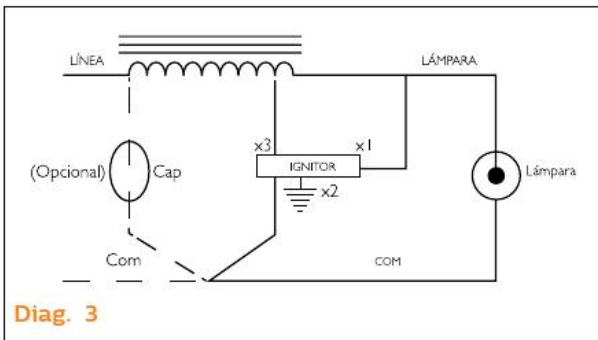 LÍNEA
LÁMPARA
x3
x1
IGNITOR
x2
(Opcional)
Cap
Lámpara
Com
COM
Diag. 3